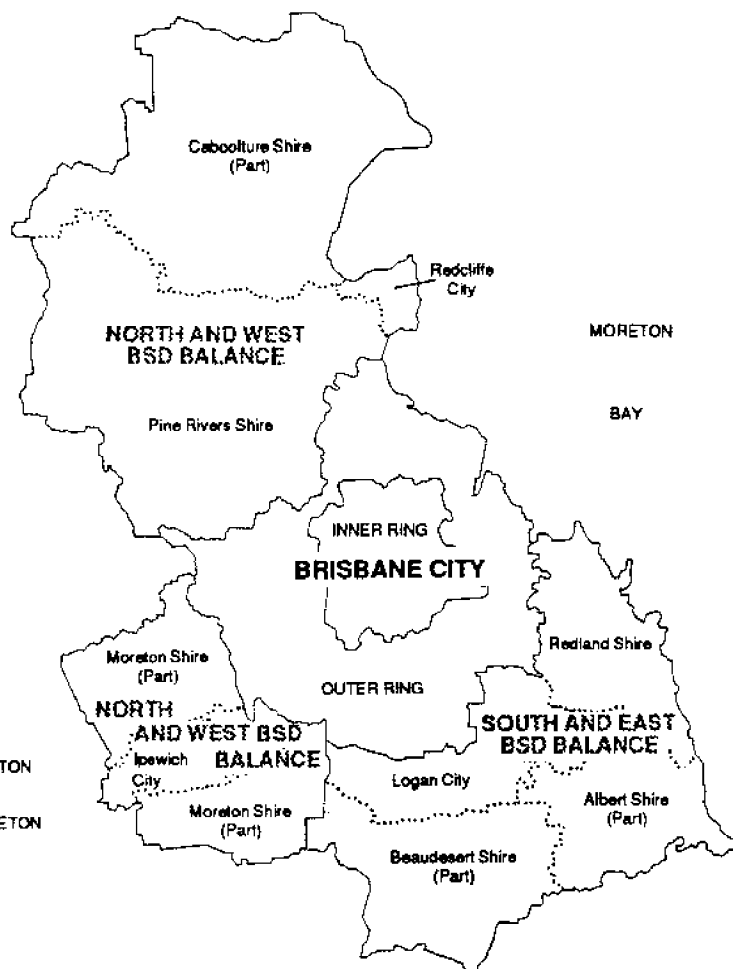 Caboolture Shire
(Part)
Redcliffe
City
NORTH AND WEST
BSD BALANCE
MORETON
BAY
Pine Rivers Shire
INNER RING
BRISBANE CITY
Redland Shire
Moreton Shire
(Part)
OUTER RING
NORTH
AND WEST BSD
BALANCE
SOUTH AND EAST
BSD BALANCE
Ipswich
City
TON
Logan City
Moreton Shire
(Part)
Albert Shire
(Part)
ETON
Beaudesert Shire
(Part)